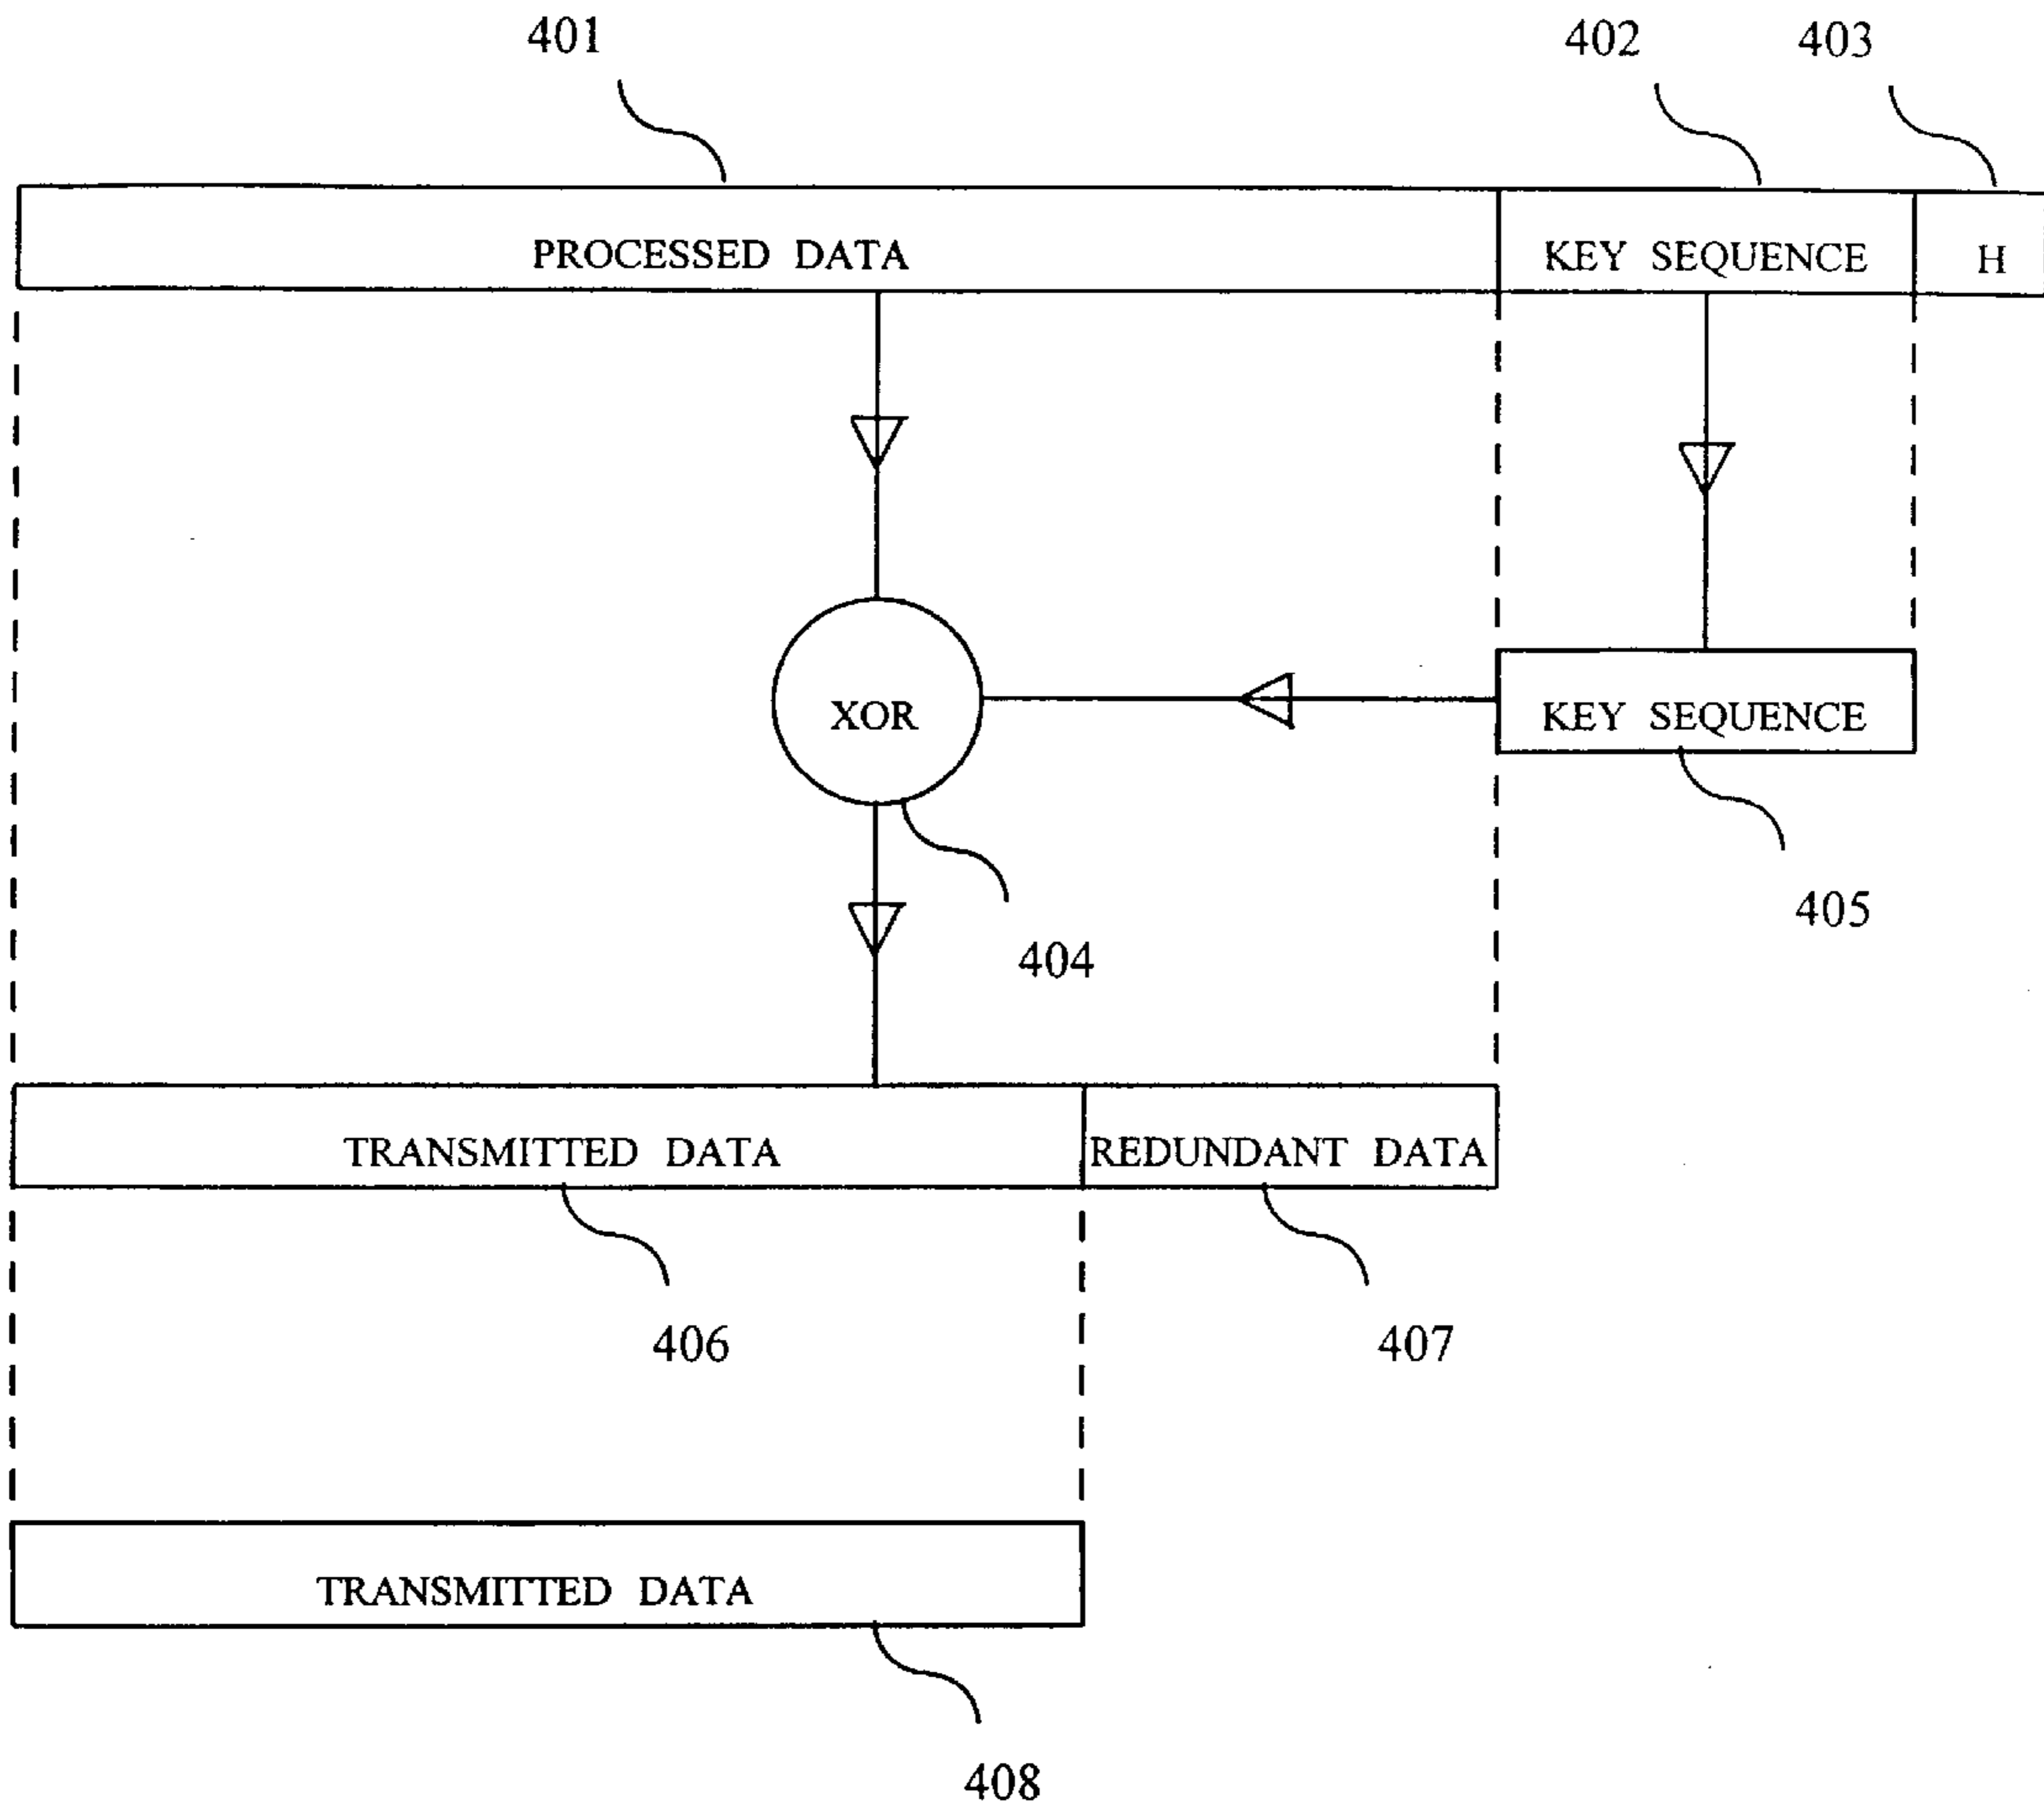 401
402
403
PROCESSED DATA
KEY SEQUENCE
H
XOR
KEY SEQUENCE
404
405
TRANSMITTED DATA
REDUNDANT DATA
406
407
TRANSMITTED DATA
408